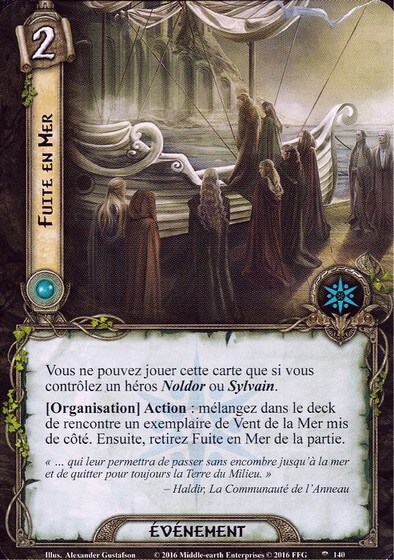 2
Fuite en Mer
Vous ne pouvez jouer cette carte que si vous
contrôlez un héros Noldor ou Sylvain.
[Organisation] Action : mélangez dans le deck
de rencontre un exemplaire de Vent de la Mer mis
de côté. Ensuite, retirez Fuite en Mer de la partie.
« ... qui leur permettra de passer sans encombre jusqu'à la mer
et de quitter pour toujours la Terre du Milieu. »
– Haldir, La Communauté de l'Anneau
ÉVÉNEMENT
Illus. Alexander Gustafson © 2016 Middle-earth Enterprises © 2016 FFG 140